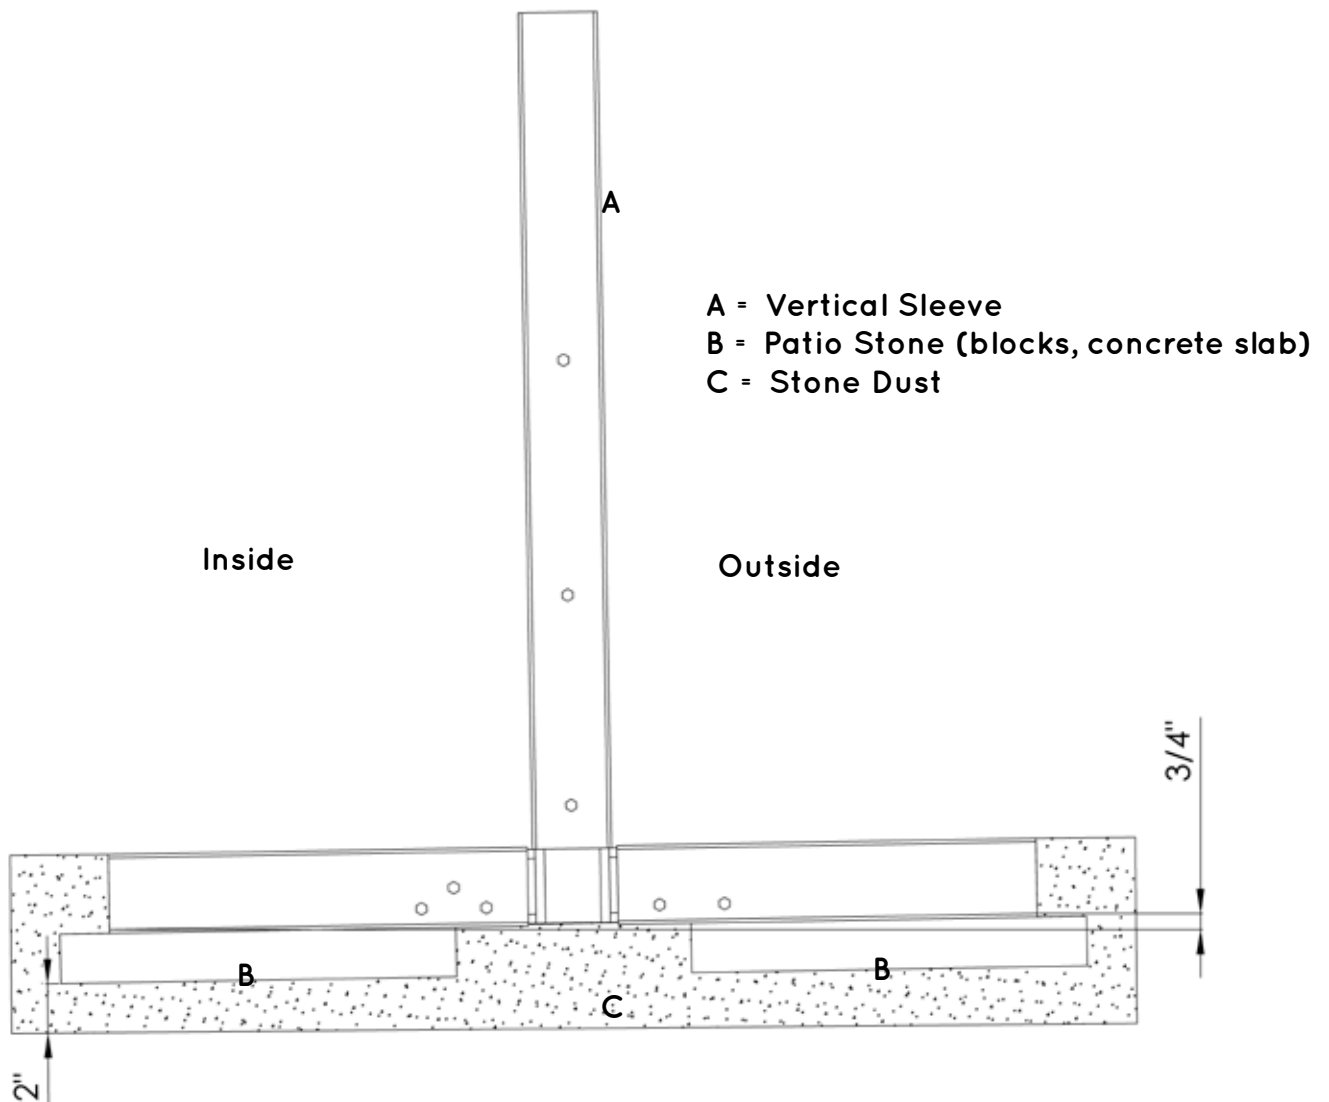 A
A = Vertical Sleeve
B = Patio Stone (blocks, concrete slab)
C = Stone Dust
Inside
Outside
3/4"
B
B
C
2"